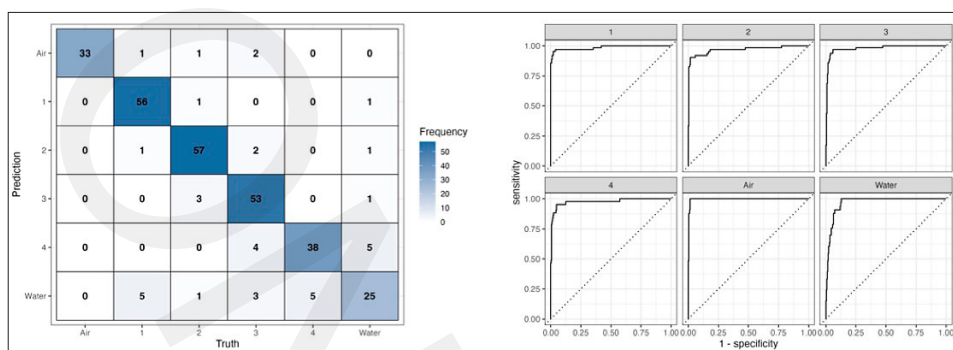 Air 33 1 1 2 0 0
1 0 56 1 0 0 1
2 0 1 57 2 0 1
3 0 0 3 53 0 1
4 0 0 0 4 38 5
Water 0 5 1 3 5 25
Air 1 2 3 4 Water
Prediction
Truth
Frequency
50
40
30
20
10
0
1 2 3
1.00
0.75
0.50
0.25
0.00
4 Air Water
1.00
0.75
0.50
0.25
0.00
0.00 0.25 0.50 0.75 1.00 0.00 0.25 0.50 0.75 1.00 0.00 0.25 0.50 0.75 1.00
sensitivity
1 - specificity